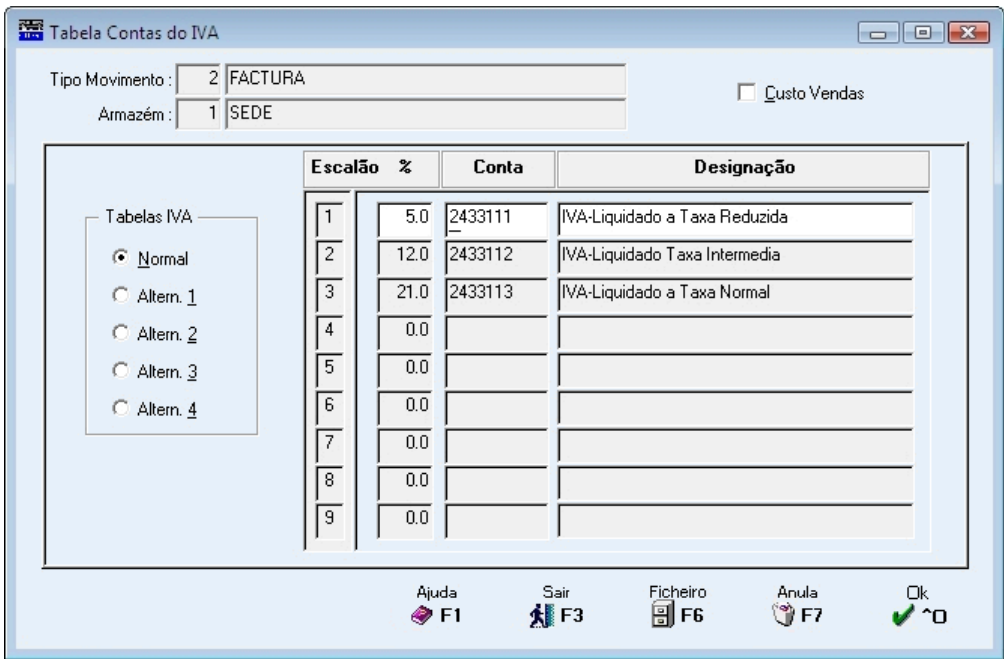 Tabela Contas do IVA
Tipo Movimento : 2 FACTURA
Custo Vendas
Armazém : 1 SEDE
Escalão % Conta Designação
Tabelas IVA
Normal
Altern. 1
Altern. 2
Altern. 3
Altern. 4
1 5.0 2433111 IVA-Liquidado a Taxa Reduzida
2 12.0 2433112 IVA-Liquidado Taxa Intermedia
3 21.0 2433113 IVA-Liquidado a Taxa Normal
4 0.0
5 0.0
6 0.0
7 0.0
8 0.0
9 0.0
Ajuda Sair Ficheiro Anula Ok
F1 F3 F6 F7 ^O